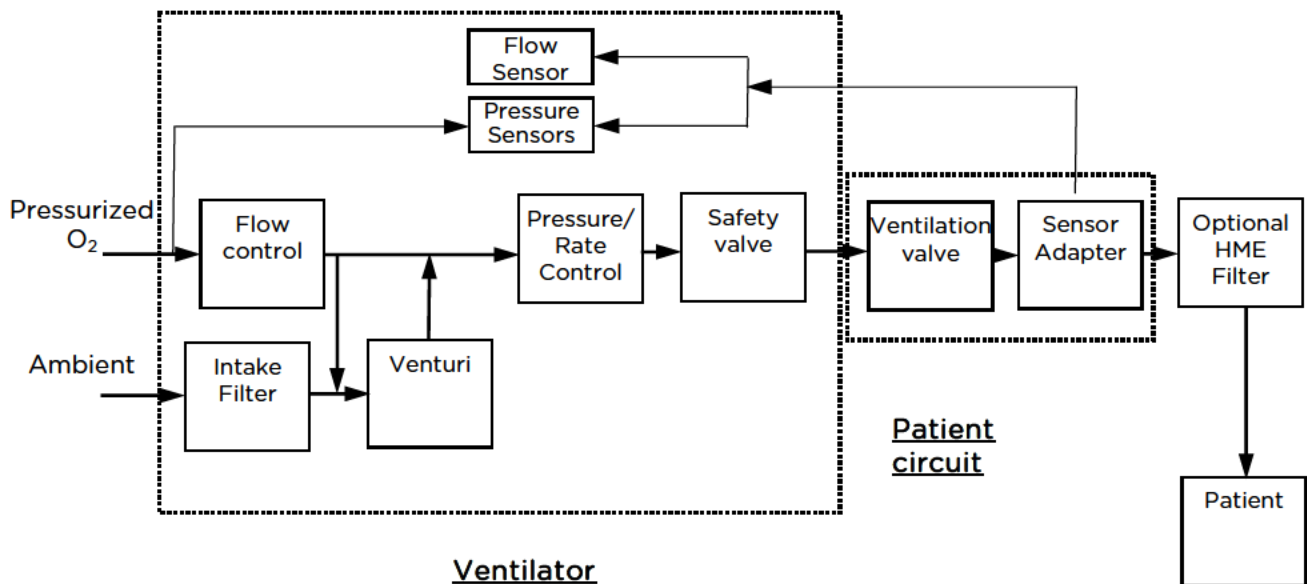 Flow
Sensor
Pressure
Sensors
Pressurized
O₂
Flow
control
Pressure/
Rate
Control
Safety
valve
Ventilation
valve
Sensor
Adapter
Optional
HME
Filter
Ambient
Intake
Filter
Venturi
Patient
circuit
Patient
Ventilator